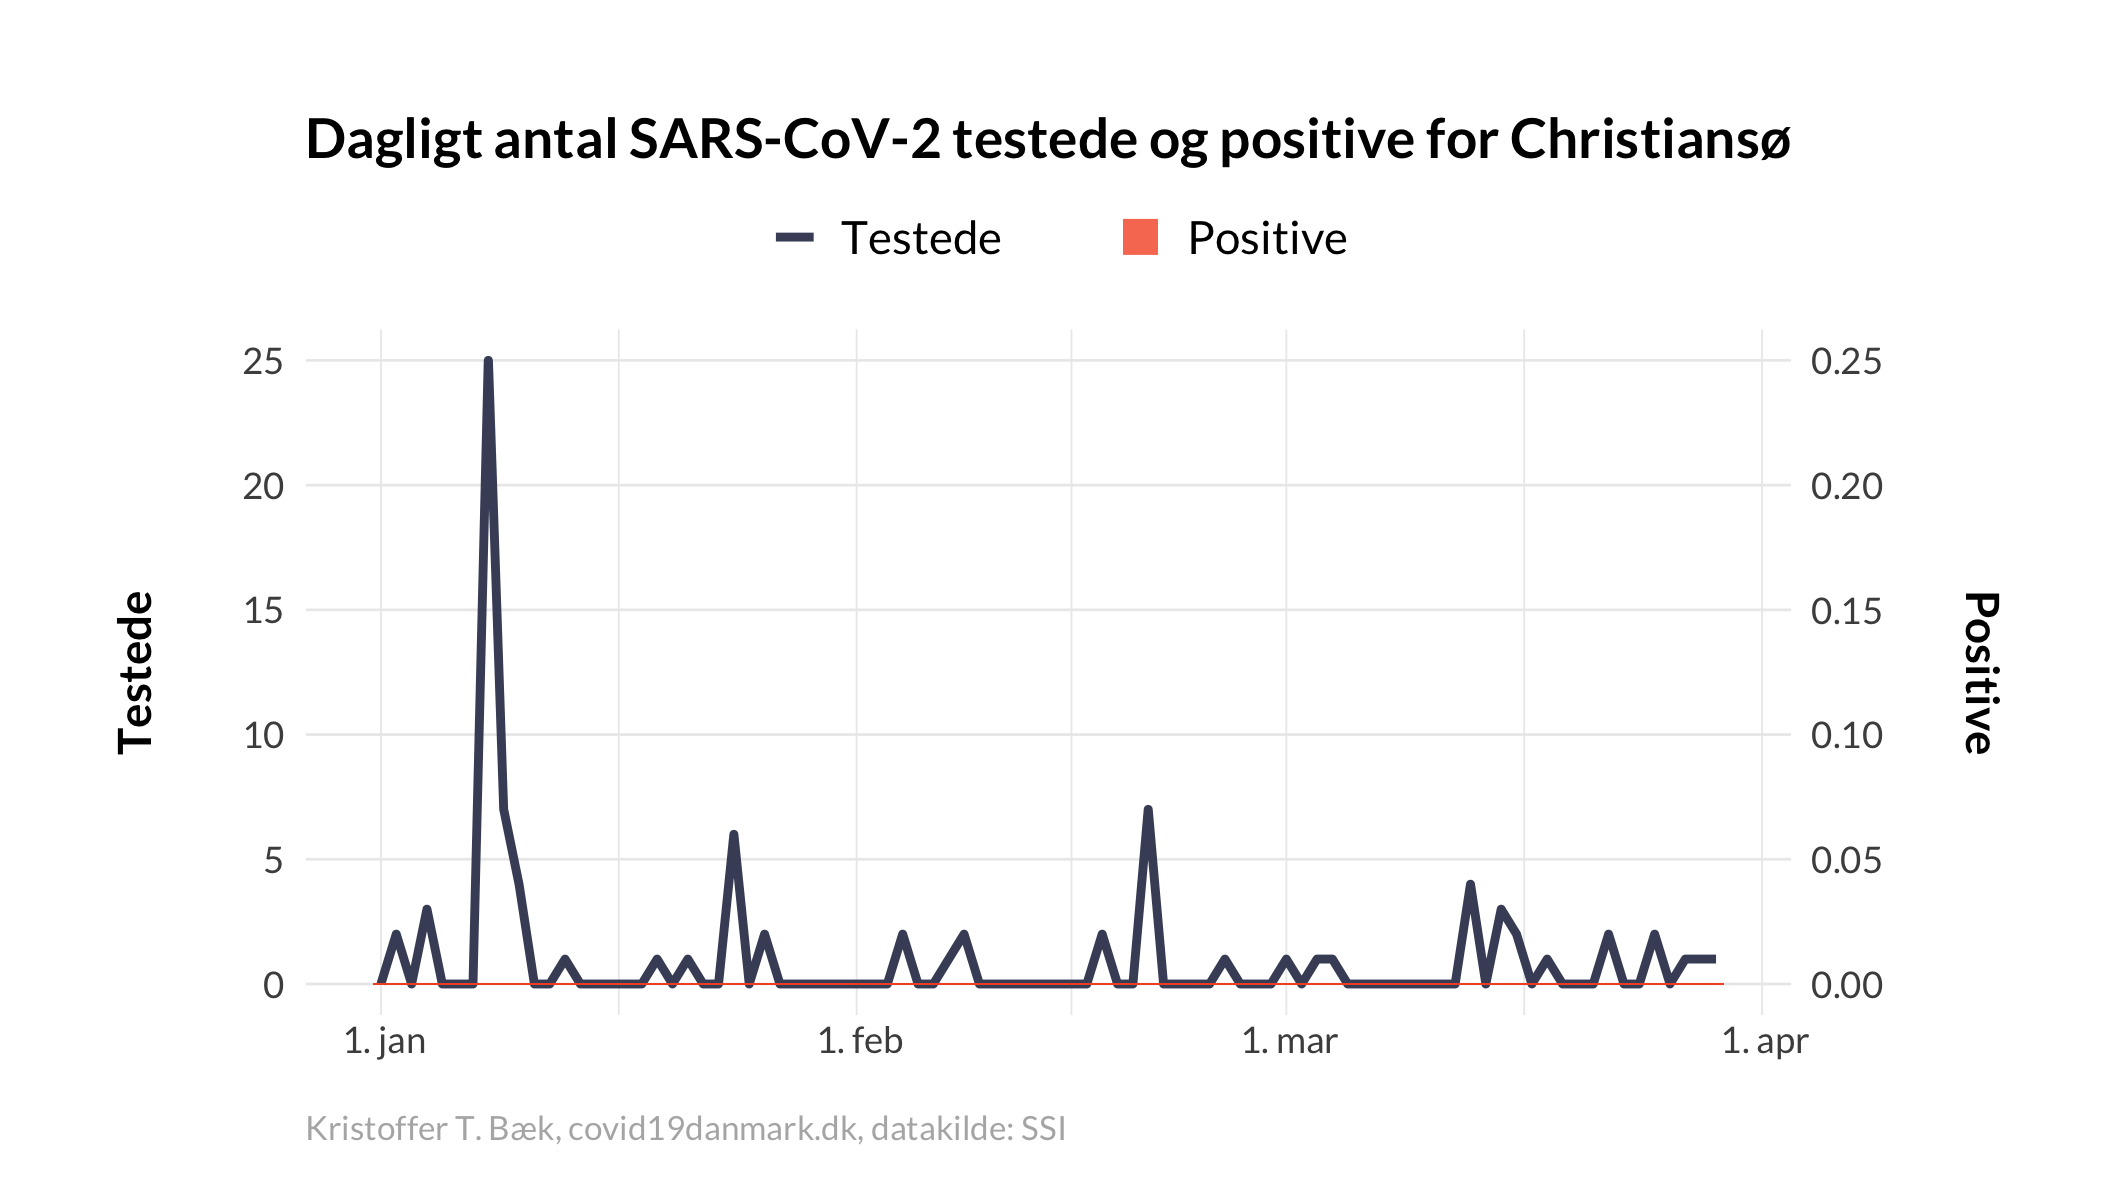 Dagligt antal SARS-CoV-2 testede og positive for Christiansø
Testede
Positive
25
20
15
10
5
0
Testede
0.25
0.20
0.15
0.10
0.05
0.00
Positive
1. jan
1. feb
1. mar
1. apr
Kristoffer T. Bæk, covid19danmark.dk, datakilde: SSI